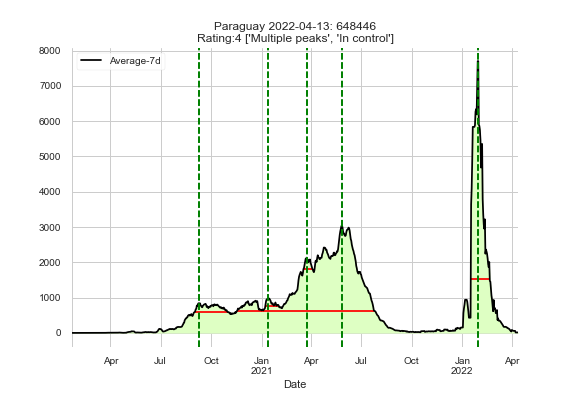 Paraguay 2022-04-13: 648446
Rating:4 ['Multiple peaks', 'In control']
Average-7d
8000
7000
6000
5000
4000
3000
2000
1000
0
Apr Jul Oct Jan Apr Jul Oct Jan Apr
2021 2022
Date